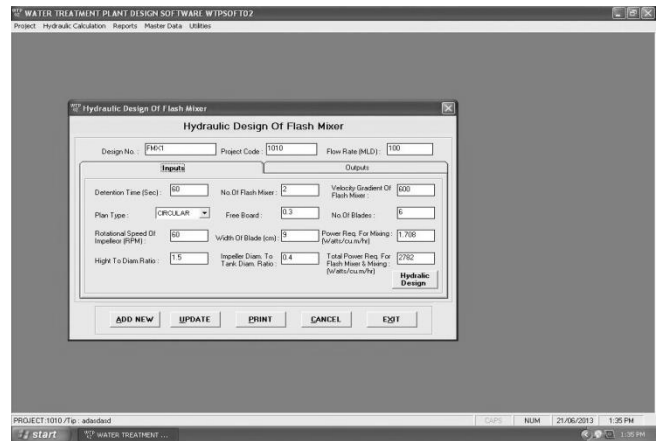 WTP 02 WATER TREATMENT PLANT DESIGN SOFTWARE WTPSOFT02
Project Hydraulic Calculation Reports Master Data Utilities
Hydraulic Design Of Flash Mixer
Hydraulic Design Of Flash Mixer
Design No. : FMX1 Project Code : 1010 Flow Rate (MLD) : 100
Inputs Outputs
Detention Time (Sec) : 60 No.Of Flash Mixer : 2 Velocity Gradient Of Flash Mixer : 600
Plan Type : CIRCULAR Free Board : 0.3 No.Of Blades : 6
Rotational Speed Of Impelleor (RPM) : 60 Width Of Blade (cm) : 9 Power Req. For Mixing : (Watts/cu.m/hr) 1.708
Hight To Diam Ratio : 1.5 Impeller Diam. To Tank Diam. Ratio : 0.4 Total Power Req. For Flash Mixer & Mixing : (Watts/cu.m/hr) 2782
Hydralic Design
ADD NEW UPDATE PRINT CANCEL EXIT
PROJECT:1010 /Tip : adasdasd CAPS NUM 21/06/2013 1:35 PM
start WATER TREATMENT ... 1:35 PM